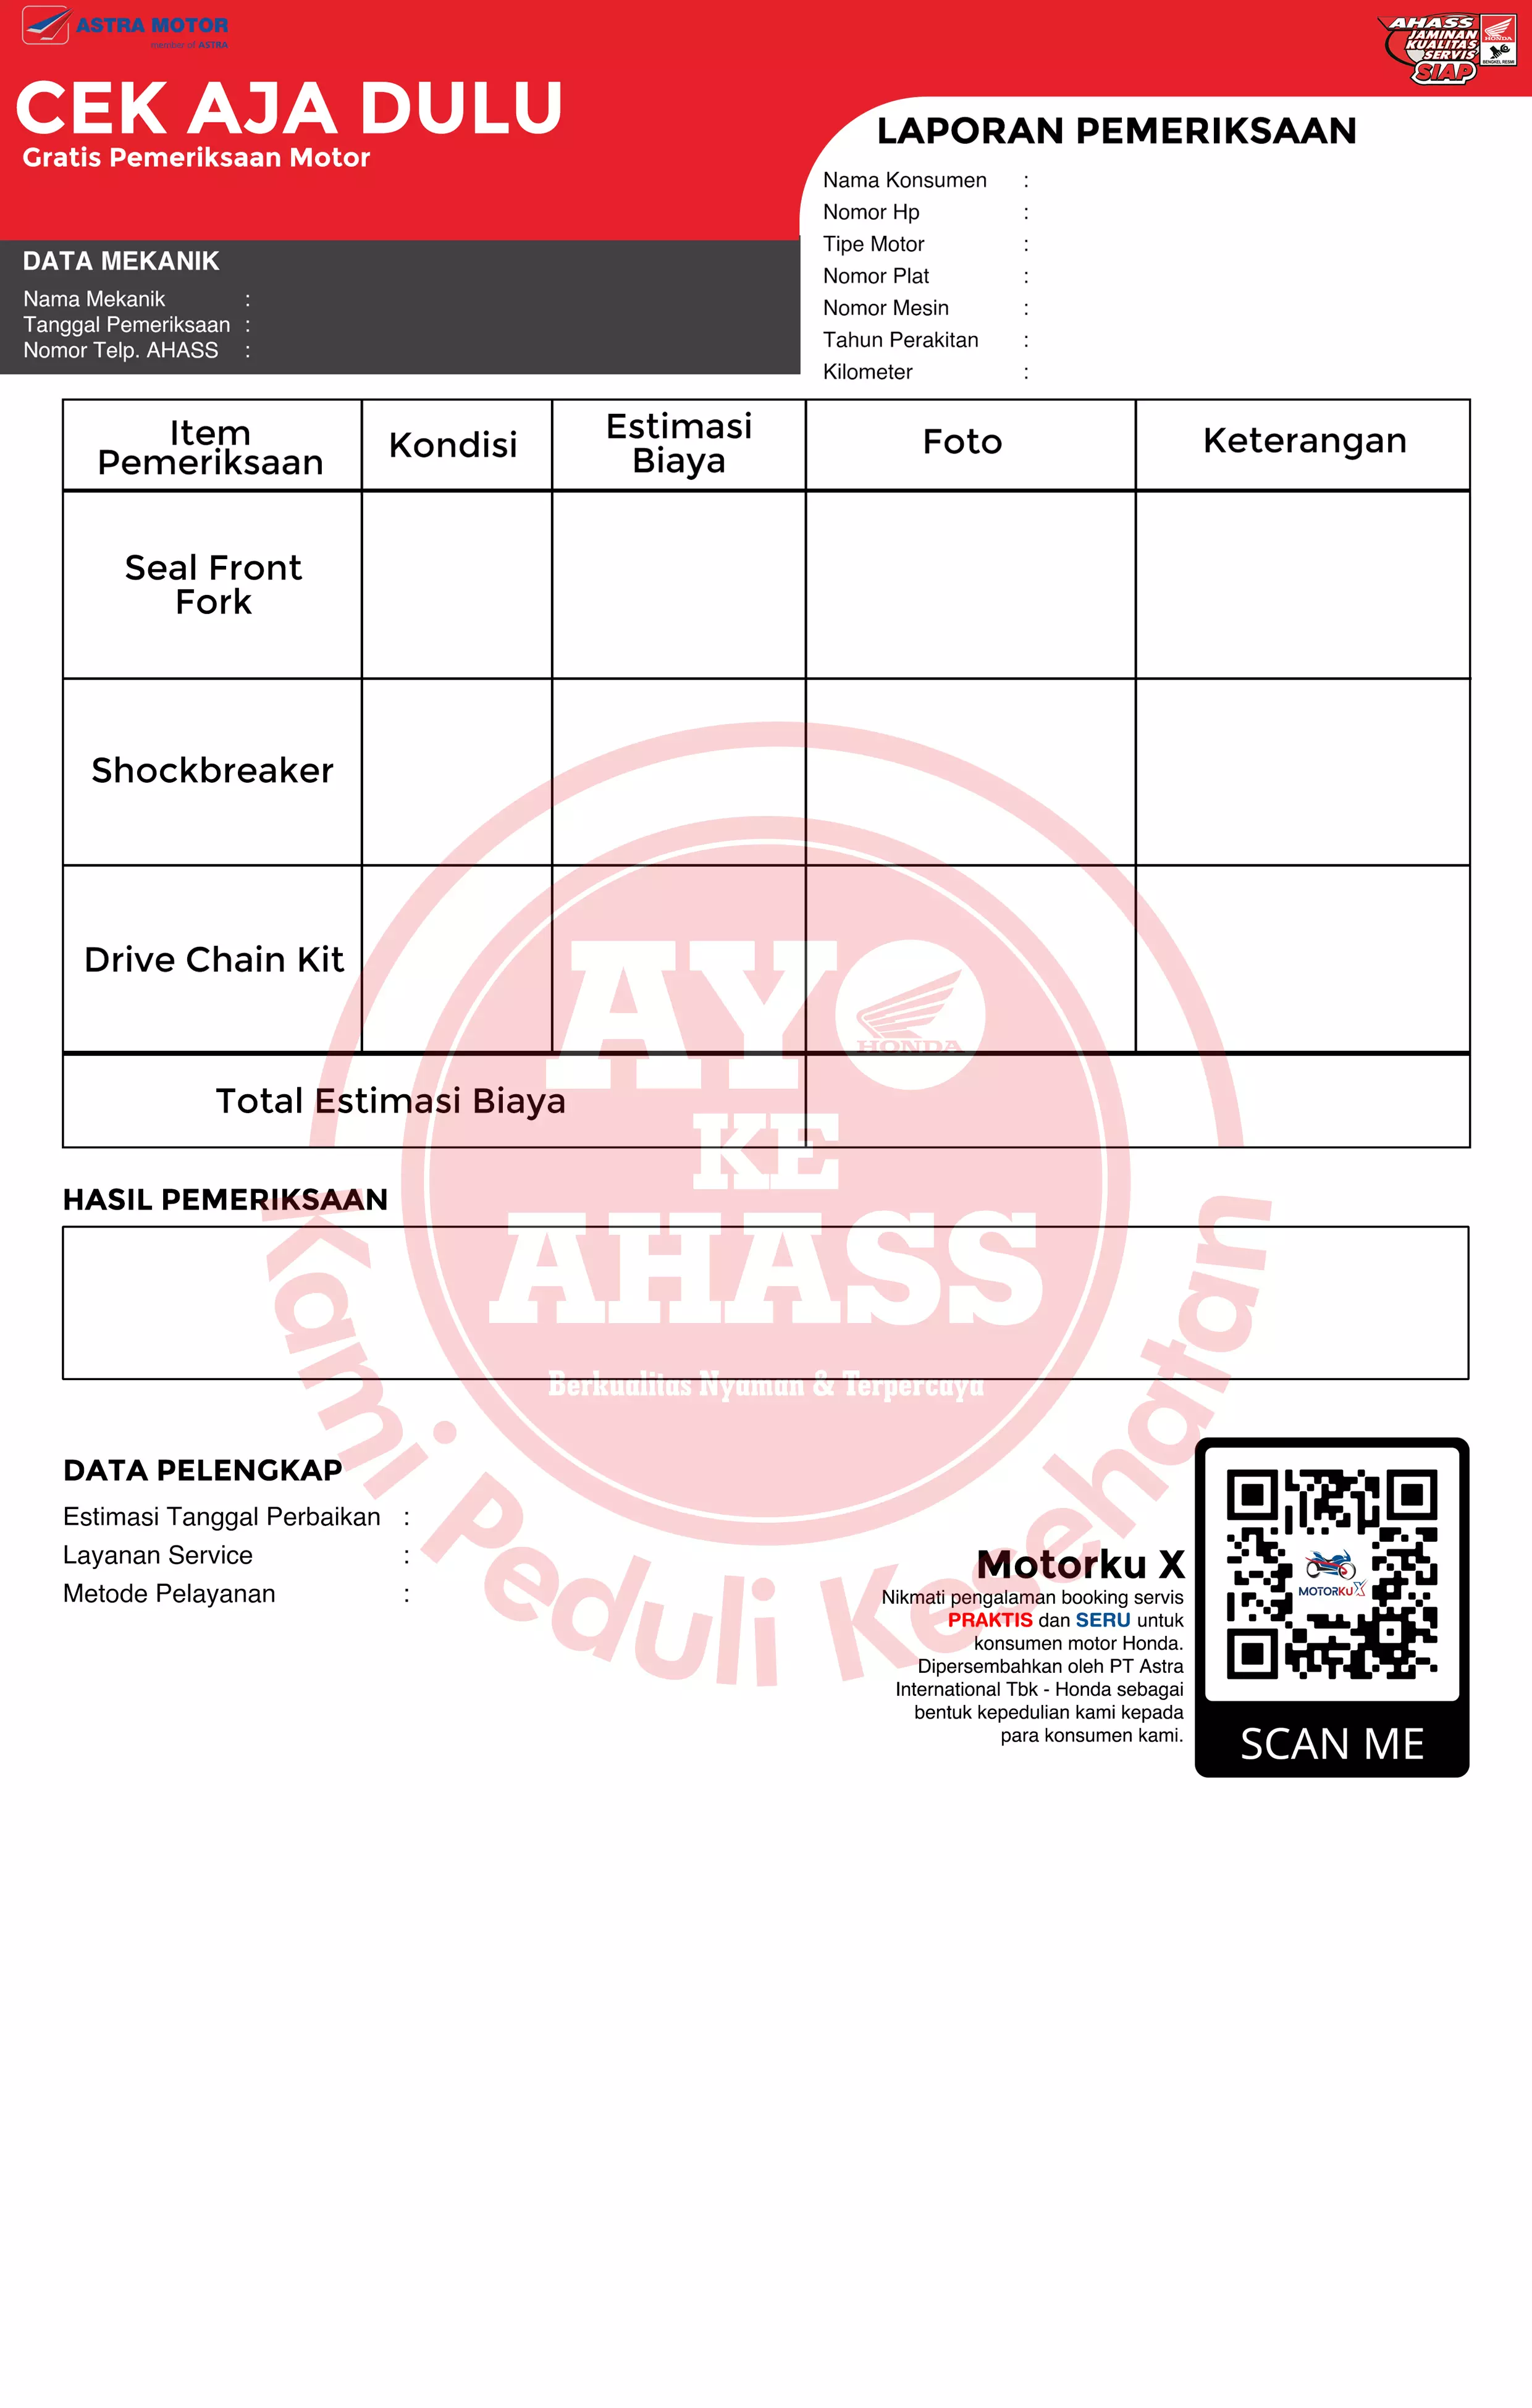 ASTRA MOTOR
member of ASTRA
AHASS
JAMINAN
KUALITAS
SERVIS
SIAP
HONDA
BENGKEL RESMI
CEK AJA DULU
Gratis Pemeriksaan Motor
LAPORAN PEMERIKSAAN
Nama Konsumen :
Nomor Hp :
Tipe Motor :
Nomor Plat :
Nomor Mesin :
Tahun Perakitan :
Kilometer :
DATA MEKANIK
Nama Mekanik :
Tanggal Pemeriksaan :
Nomor Telp. AHASS :
Item
Pemeriksaan
Kondisi
Estimasi
Biaya
Foto
Keterangan
Seal Front
Fork
Shockbreaker
Drive Chain Kit
Total Estimasi Biaya
AYO
HONDA
KE
AHASS
Berkualitas Nyaman & Terpercaya
Kami Peduli Kesehatan
HASIL PEMERIKSAAN
DATA PELENGKAP
Estimasi Tanggal Perbaikan :
Layanan Service :
Metode Pelayanan :
Motorku X
Nikmati pengalaman booking servis
PRAKTIS dan SERU untuk
konsumen motor Honda.
Dipersembahkan oleh PT Astra
International Tbk - Honda sebagai
bentuk kepedulian kami kepada
para konsumen kami.
MOTORKU X
SCAN ME